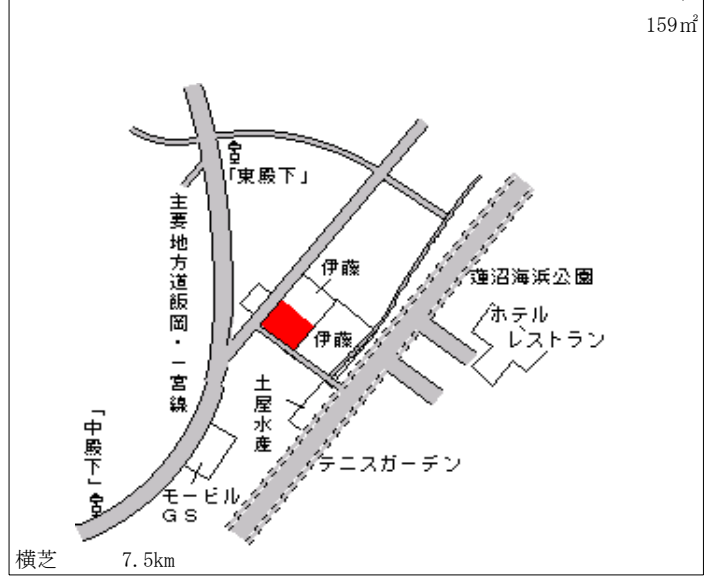 159㎡
「東殿下」
主要地方道飯岡・一宮線
伊藤
蓮沼海浜公園
ホテル
レストラン
伊藤
土屋水産
「中殿下」
テニスガーデン
モービル
GS
横芝 7.5km